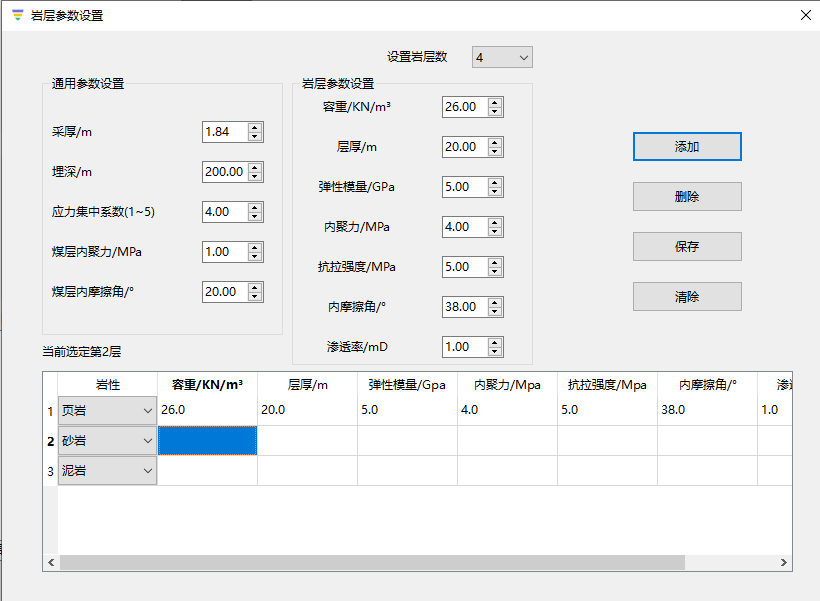 岩层参数设置
设置岩层数 4
通用参数设置
采厚/m 1.84
埋深/m 200.00
应力集中系数(1~5) 4.00
煤层内聚力/MPa 1.00
煤层内摩擦角/° 20.00
岩层参数设置
容重/KN/m³ 26.00
层厚/m 20.00
弹性模量/GPa 5.00
内聚力/MPa 4.00
抗拉强度/MPa 5.00
内摩擦角/° 38.00
渗透率/mD 1.00
添加
删除
保存
清除
当前选定第2层
岩性 容重/KN/m³ 层厚/m 弹性模量/Gpa 内聚力/Mpa 抗拉强度/Mpa 内摩擦角/°
1 页岩 26.0 20.0 5.0 4.0 5.0 38.0 1.0
2 砂岩
3 泥岩